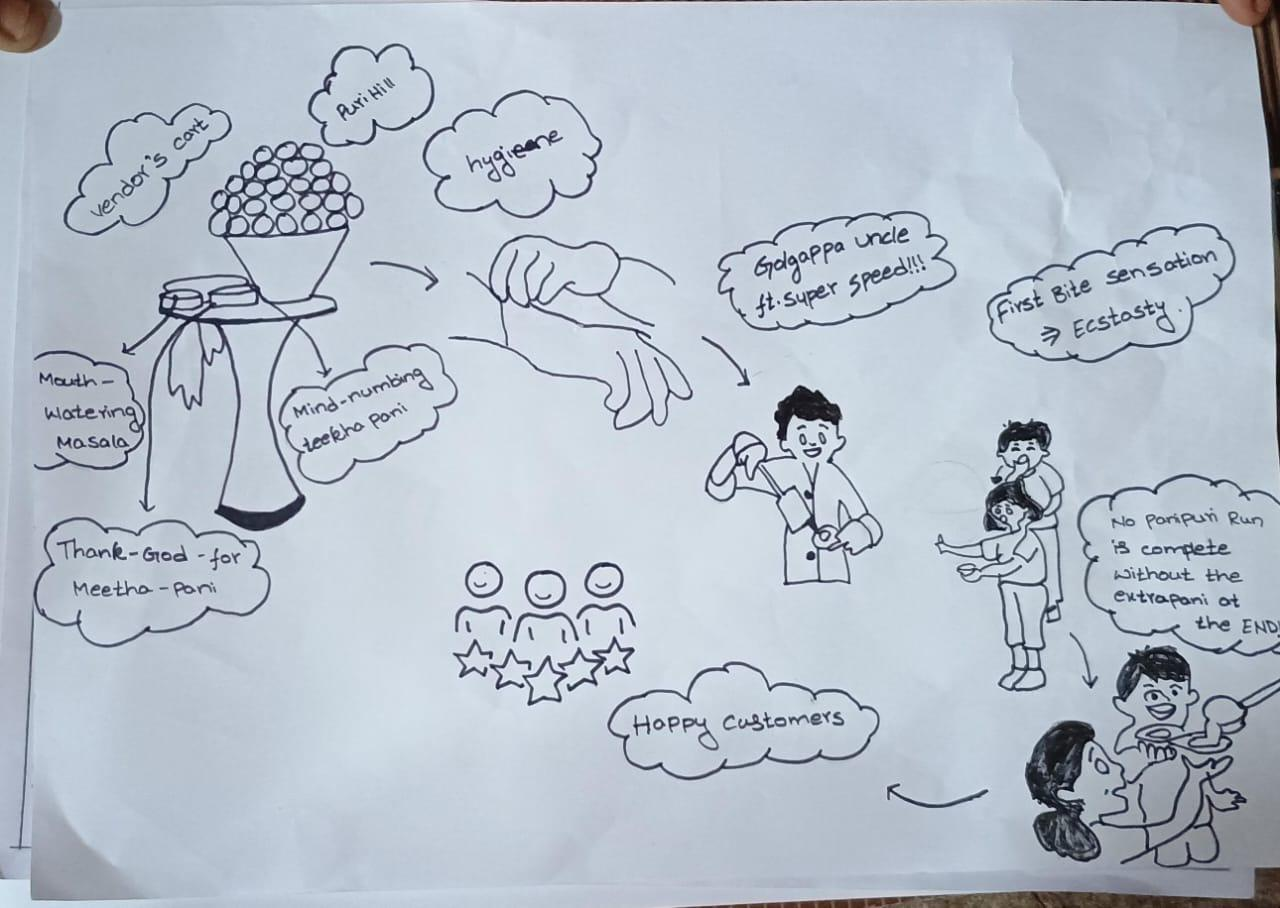 vendor's cart
Puri Hill
hygieene
Golgappa uncle
ft. super speed!!!
First Bite sensation
⇒ Ecstasty.
Mouth-
Watering
Masala
Mind-numbing
teekha pani
Thank-God-for
Meetha-pani
No panipuri Run
is complete
without the
extrapani at
the END!
Happy Customers